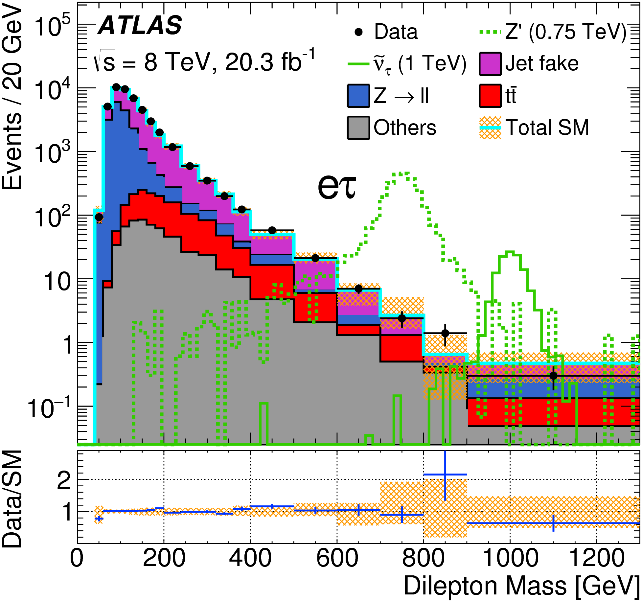 ATLAS
√s = 8 TeV, 20.3 fb⁻¹
Data
Z' (0.75 TeV)
ν̃τ (1 TeV)
Jet fake
Z → ll
tt̄
Others
Total SM
eτ
Events / 20 GeV
10⁵
10⁴
10³
10²
10
1
10⁻¹
Data/SM
2
1
0 200 400 600 800 1000 1200
Dilepton Mass [GeV]